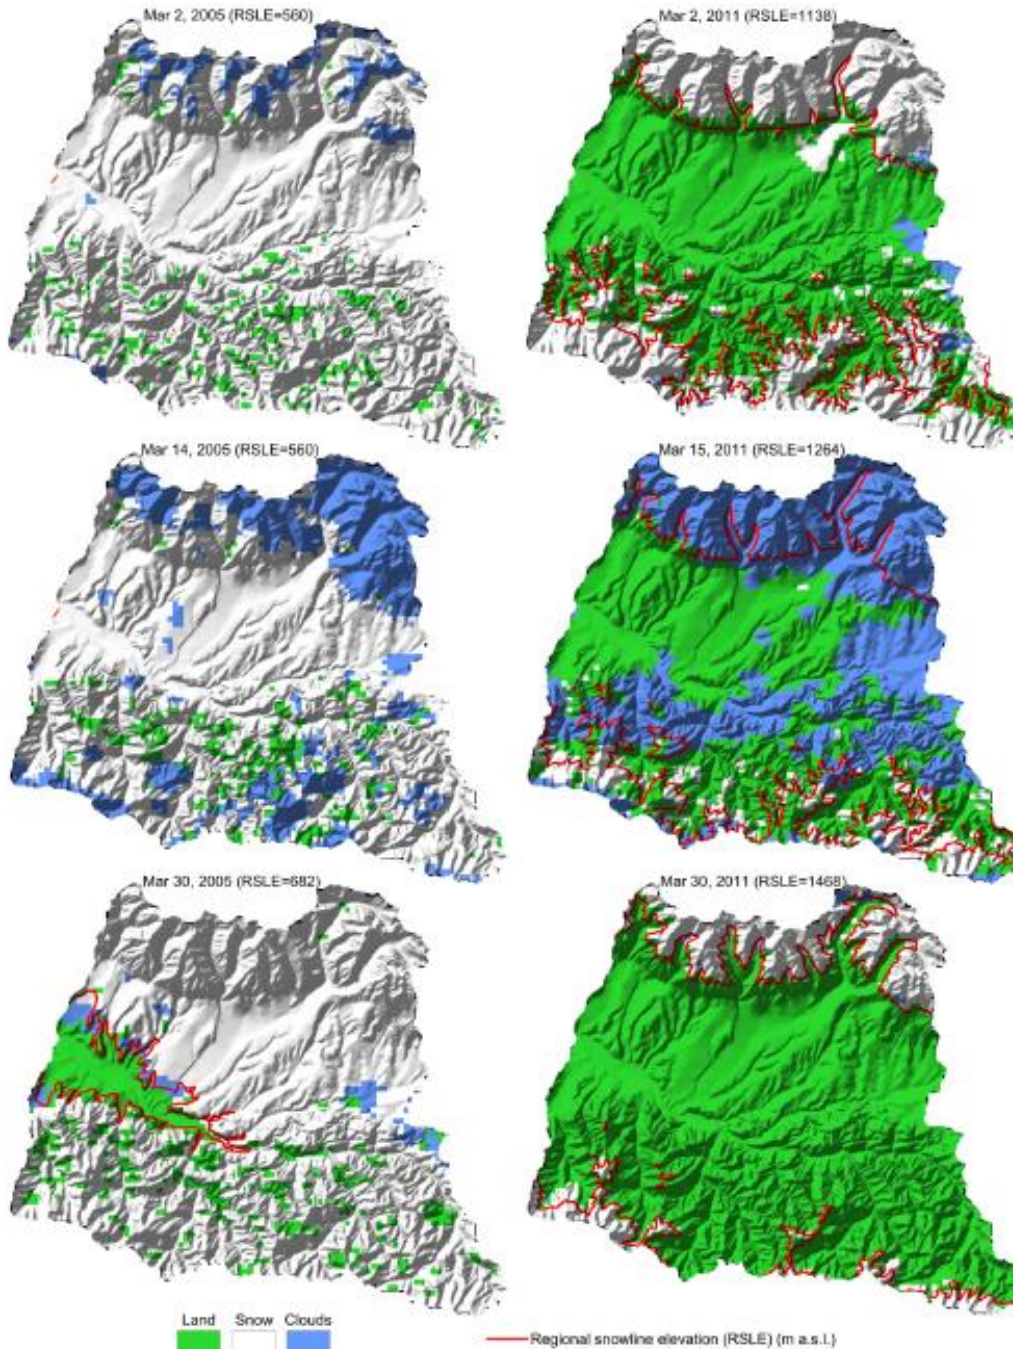 Mar 2, 2005 (RSLE=560)
Mar 2, 2011 (RSLE=1138)
Mar 14, 2005 (RSLE=560)
Mar 15, 2011 (RSLE=1264)
Mar 30, 2005 (RSLE=682)
Mar 30, 2011 (RSLE=1468)
Land Snow Clouds
Regional snowline elevation (RSLE) (m a.s.l.)